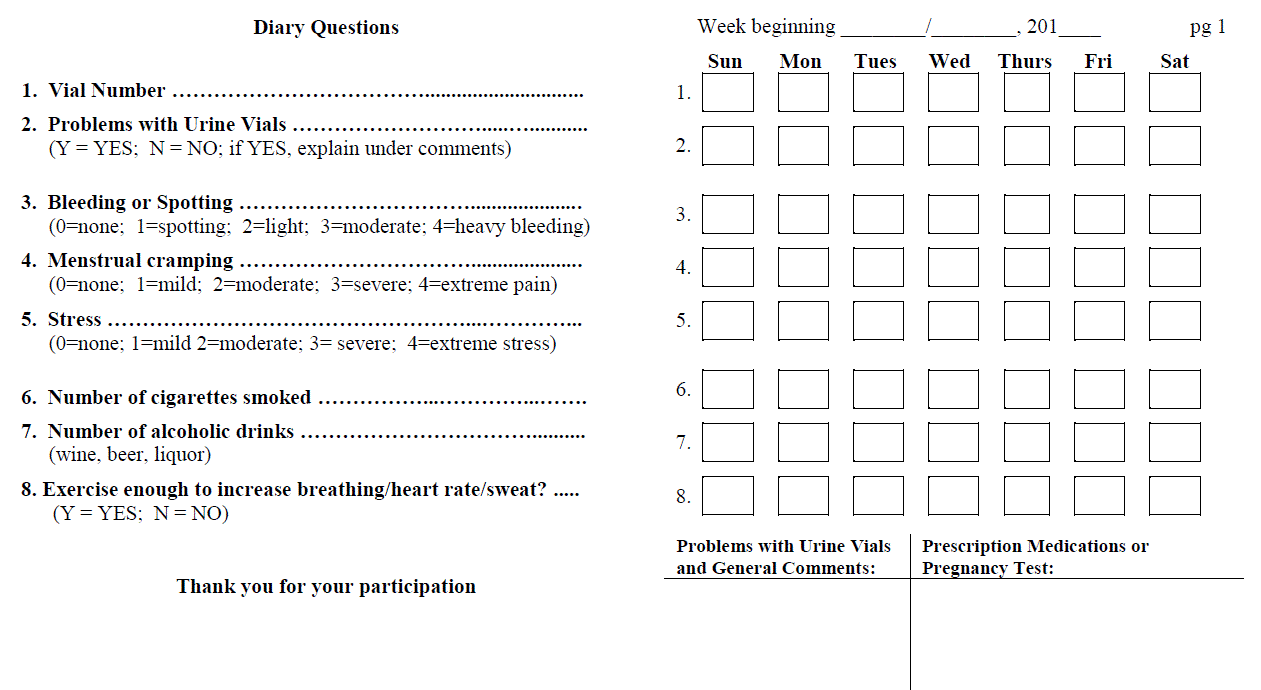 Diary Questions
1. Vial Number ……………………………….............................
2. Problems with Urine Vials ………………………....…...........
(Y = YES; N = NO; if YES, explain under comments)
3. Bleeding or Spotting ……………………………......................
(0=none; 1=spotting; 2=light; 3=moderate; 4=heavy bleeding)
4. Menstrual cramping ……………………………......................
(0=none; 1=mild; 2=moderate; 3=severe; 4=extreme pain)
5. Stress ……………………………………………...…………..
(0=none; 1=mild 2=moderate; 3= severe; 4=extreme stress)
6. Number of cigarettes smoked ……………...…………...…….
7. Number of alcoholic drinks ……………………………..........
(wine, beer, liquor)
8. Exercise enough to increase breathing/heart rate/sweat? .....
(Y = YES; N = NO)
Thank you for your participation
Week beginning ________/________, 201____ pg 1
Sun Mon Tues Wed Thurs Fri Sat
1.
2.
3.
4.
5.
6.
7.
8.
Problems with Urine Vials
and General Comments:
Prescription Medications or
Pregnancy Test: